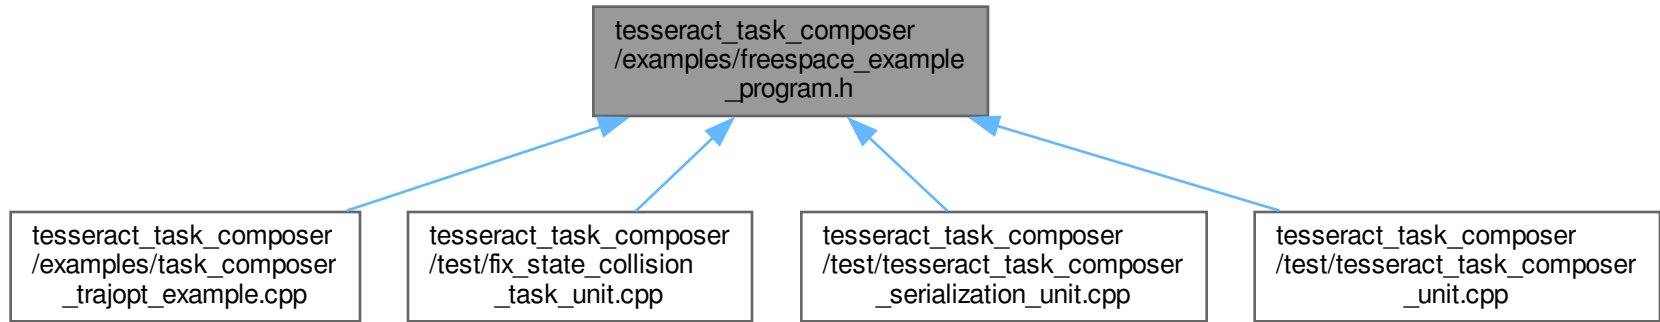 tesseract_task_composer
/examples/freespace_example
_program.h
tesseract_task_composer
/examples/task_composer
_trajopt_example.cpp
tesseract_task_composer
/test/fix_state_collision
_task_unit.cpp
tesseract_task_composer
/test/tesseract_task_composer
_serialization_unit.cpp
tesseract_task_composer
/test/tesseract_task_composer
_unit.cpp